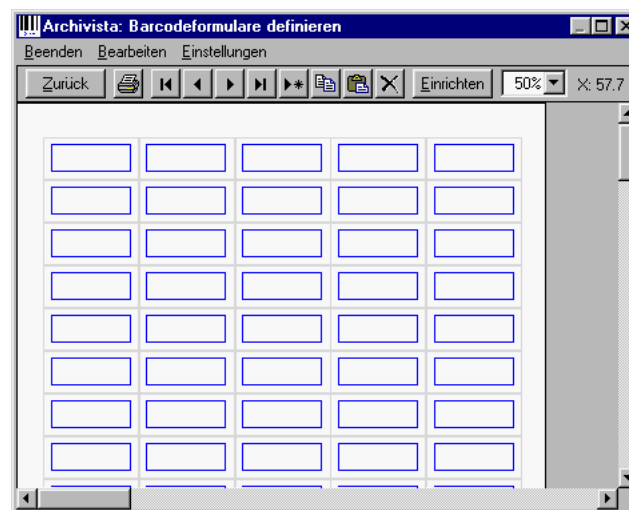 Archivista: Barcodeformulare definieren
Beenden Bearbeiten Einstellungen
Zurück Einrichten 50% X: 57.7